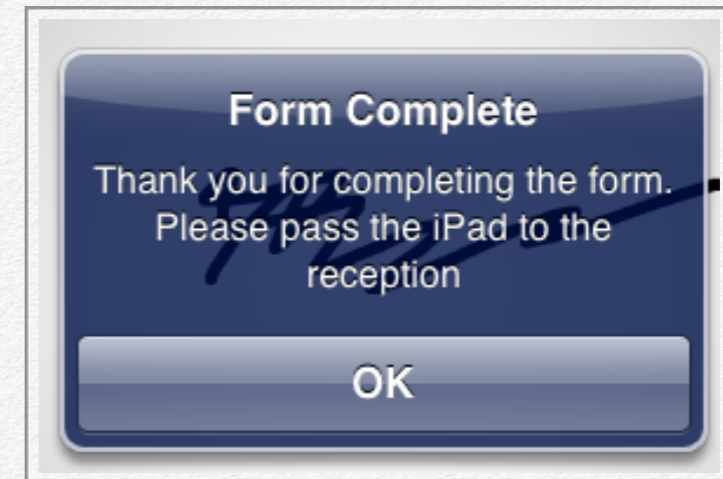 Form Complete
Thank you for completing the form.
Please pass the iPad to the
reception
OK